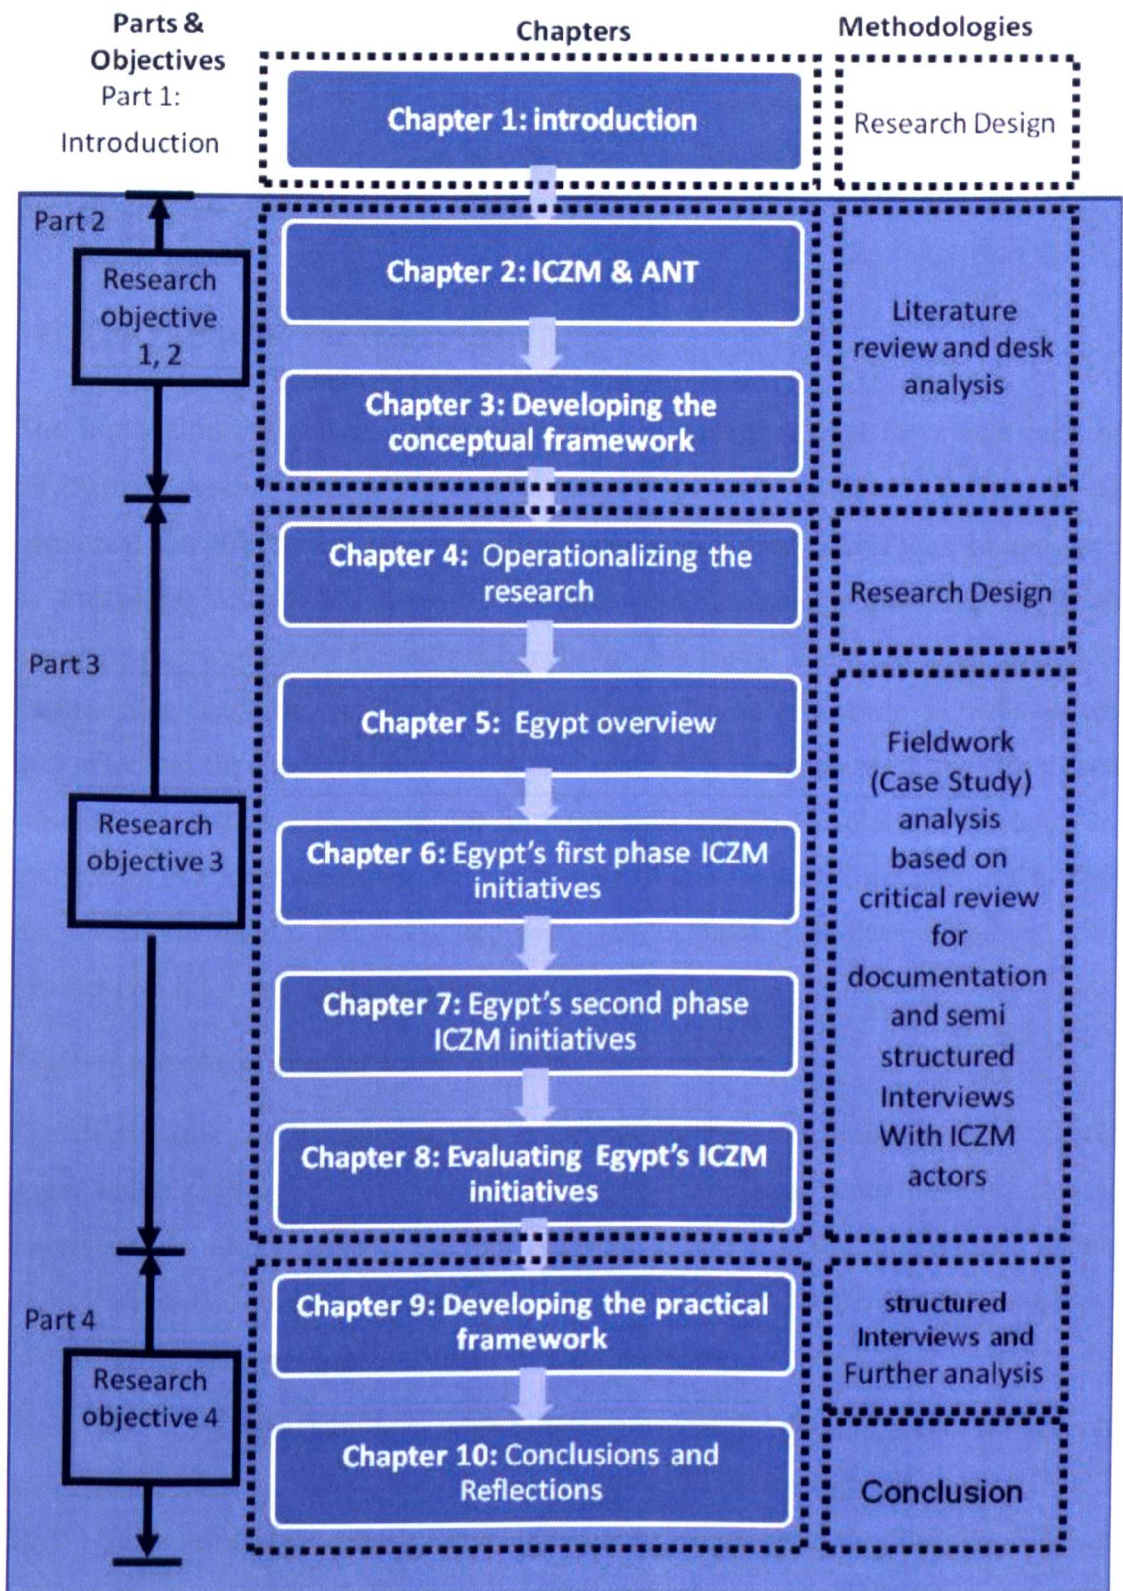 Parts &
Objectives
Chapters
Methodologies
Part 1:
Introduction
Chapter 1: introduction
Research Design
Part 2
Research
objective
1, 2
Chapter 2: ICZM & ANT
Chapter 3: Developing the
conceptual framework
Literature
review and desk
analysis
Part 3
Research
objective 3
Chapter 4: Operationalizing the
research
Research Design
Chapter 5: Egypt overview
Chapter 6: Egypt's first phase ICZM
initiatives
Chapter 7: Egypt's second phase
ICZM initiatives
Chapter 8: Evaluating Egypt's ICZM
initiatives
Fieldwork
(Case Study)
analysis
based on
critical review
for
documentation
and semi
structured
Interviews
With ICZM
actors
Part 4
Research
objective 4
Chapter 9: Developing the practical
framework
structured
Interviews and
Further analysis
Chapter 10: Conclusions and
Reflections
Conclusion